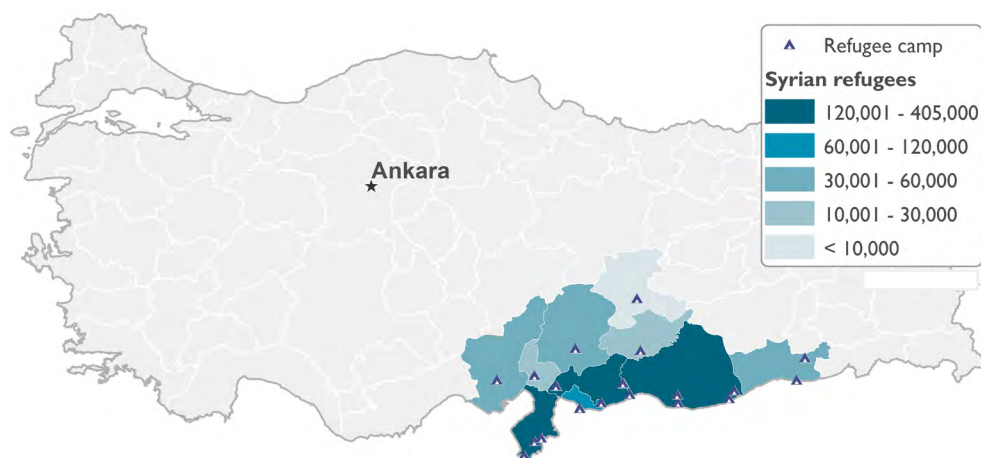 Refugee camp
Syrian refugees
120,001 - 405,000
60,001 - 120,000
30,001 - 60,000
10,001 - 30,000
< 10,000
Ankara